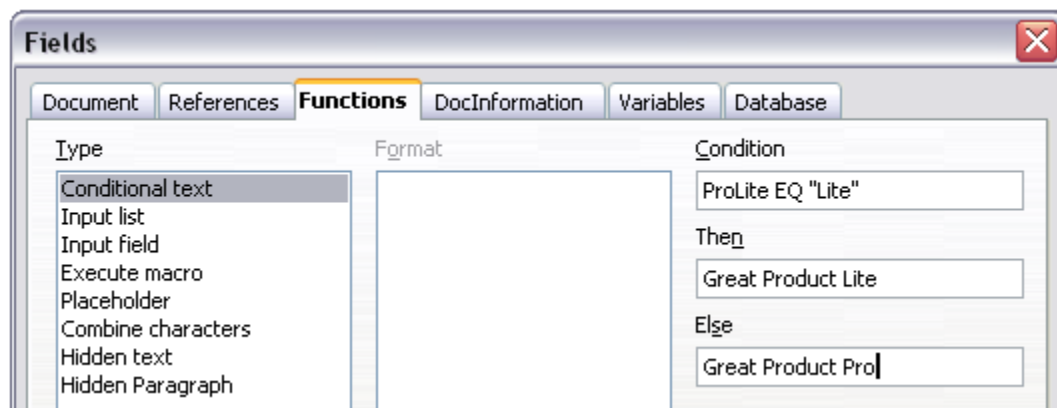 Fields
Document References Functions DocInformation Variables Database
Type Format Condition
Conditional text
Input list
Input field
Execute macro
Placeholder
Combine characters
Hidden text
Hidden Paragraph
ProLite EQ "Lite"
Then
Great Product Lite
Else
Great Product Pro